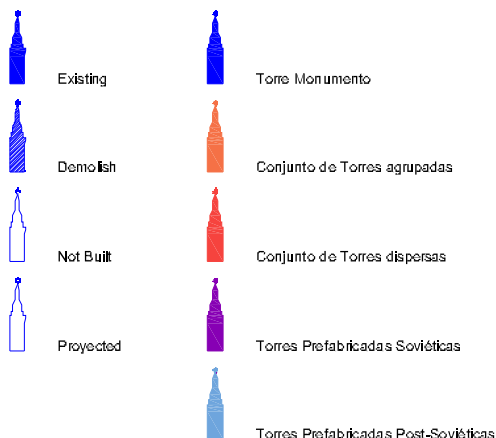 Existing
Torre Monumento
Demolish
Conjunto de Torres agrupadas
Not Built
Conjunto de Torres dispersas
Proyected
Torres Prefabricadas Soviéticas
Torres Prefabricadas Post-Soviéticas